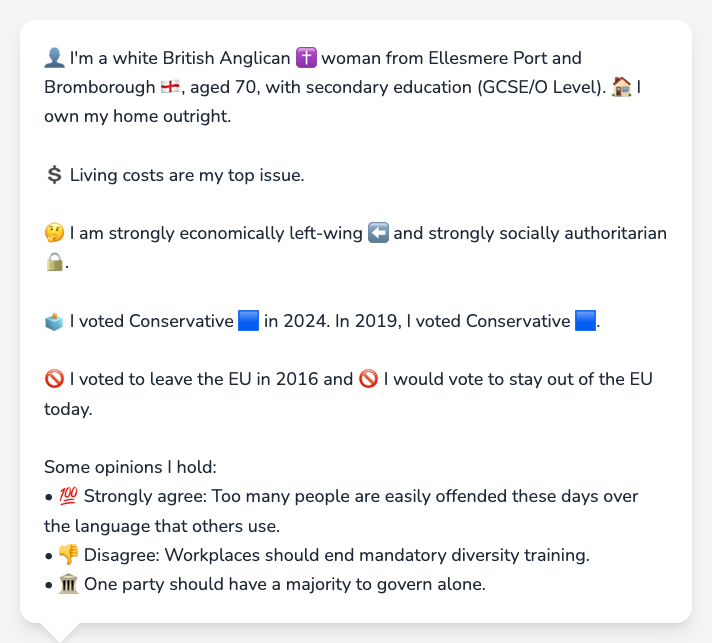 👤 I'm a white British Anglican ✝️ woman from Ellesmere Port and
Bromborough 🏴󠁧󠁢󠁥󠁮󠁧󠁿, aged 70, with secondary education (GCSE/O Level). 🏠 I
own my home outright.
💲 Living costs are my top issue.
🤔 I am strongly economically left-wing ⬅️ and strongly socially authoritarian
🔒.
🗳️ I voted Conservative 🟦 in 2024. In 2019, I voted Conservative 🟦.
🚫 I voted to leave the EU in 2016 and 🚫 I would vote to stay out of the EU
today.
Some opinions I hold:
• 💯 Strongly agree: Too many people are easily offended these days over
the language that others use.
• 👎 Disagree: Workplaces should end mandatory diversity training.
• 🏛️ One party should have a majority to govern alone.